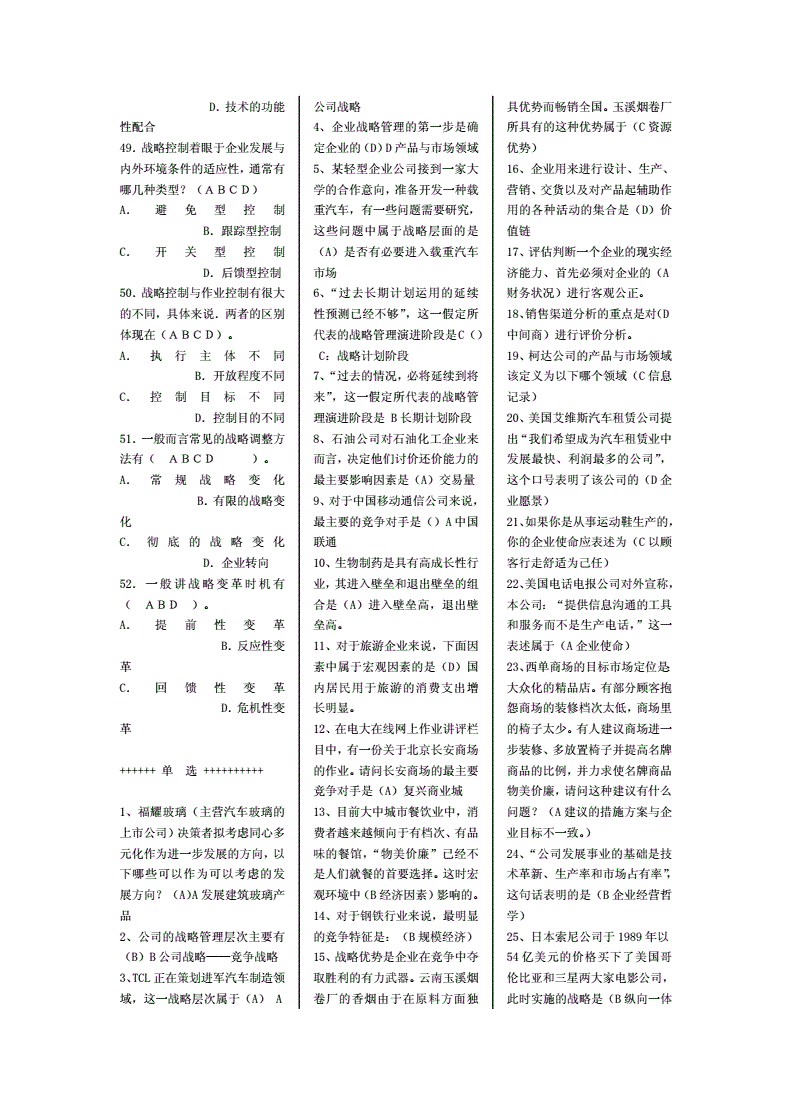 D．技术的功能
性配合
49．战略控制着眼于企业发展与
内外环境条件的适应性，通常有
哪几种类型？（ＡＢＣＤ）
A． 避 免 型 控 制
B．跟踪型控制
C． 开 关 型 控 制
D．后馈型控制
50．战略控制与作业控制有很大
的不同，具体来说．两者的区别
体现在（ＡＢＣＤ）。
A． 执 行 主 体 不 同
B．开放程度不同
C． 控 制 目 标 不 同
D．控制目的不同
51．一般而言常见的战略调整方
法有（ ＡＢＣＤ ）。
A． 常 规 战 略 变 化
B．有限的战略变
化
C． 彻 底 的 战 略 变 化
D．企业转向
52．一般讲战略变革时机有
（ ＡＢＤ ）。
A． 提 前 性 变 革
B．反应性变
革
C． 回 馈 性 变 革
D．危机性变
革
++++++ 单 选 ++++++++++
1、福耀玻璃（主营汽车玻璃的
上市公司）决策者拟考虑同心多
元化作为进一步发展的方向，以
下哪些可以作为可以考虑的发
展方向？（A)A 发展建筑玻璃产
品
2、公司的战略管理层次主要有
（B）B 公司战略——竞争战略
3、TCL 正在策划进军汽车制造领
域，这一战略层次属于（A） A
公司战略
4、企业战略管理的第一步是确
定企业的（D）D 产品与市场领域
5、某轻型企业公司接到一家大
学的合作意向，准备开发一种载
重汽车，有一些问题需要研究，
这些问题中属于战略层面的是
（A）是否有必要进入载重汽车
市场
6、“过去长期计划运用的延续
性预测已经不够”，这一假定所
代表的战略管理演进阶段是C（）
C：战略计划阶段
7、“过去的情况，必将延续到将
来”，这一假定所代表的战略管
理演进阶段是 B 长期计划阶段
8、石油公司对石油化工企业来
而言，决定他们讨价还价能力的
最主要影响因素是（A）交易量
9、对于中国移动通信公司来说，
最主要的竞争对手是（）A 中国
联通
10、生物制药是具有高成长性行
业，其进入壁垒和退出壁垒的组
合是（A）进入壁垒高，退出壁
垒高。
11、对于旅游企业来说，下面因
素中属于宏观因素的是（D）国
内居民用于旅游的消费支出增
长明显。
12、在电大在线网上作业讲评栏
目中，有一份关于北京长安商场
的作业。请问长安商场的最主要
竞争对手是（A）复兴商业城
13、目前大中城市餐饮业中，消
费者越来越倾向于有档次、有品
味的餐馆，“物美价廉”已经不
是人们就餐的首要选择。这时宏
观环境中（B 经济因素）影响的。
14、对于钢铁行业来说，最明显
的竞争特征是：（B 规模经济）
15、战略优势是企业在竞争中夺
取胜利的有力武器。云南玉溪烟
卷厂的香烟由于在原料方面独
具优势而畅销全国。玉溪烟卷厂
所具有的这种优势属于（C 资源
优势）
16、企业用来进行设计、生产、
营销、交货以及对产品起辅助作
用的各种活动的集合是（D）价
值链
17、评估判断一个企业的现实经
济能力、首先必须对企业的（A
财务状况）进行客观公正。
18、销售渠道分析的重点是对（D
中间商）进行评价分析。
19、柯达公司的产品与市场领域
该定义为以下哪个领域（C 信息
记录）
20、美国艾维斯汽车租赁公司提
出“我们希望成为汽车租赁业中
发展最快、利润最多的公司”，
这个口号表明了该公司的（D 企
业愿景）
21、如果你是从事运动鞋生产的，
你的企业使命应表述为（C 以顾
客行走舒适为己任）
22、美国电话电报公司对外宣称，
本公司：“提供信息沟通的工具
和服务而不是生产电话，”这一
表述属于（A 企业使命）
23、西单商场的目标市场定位是
大众化的精品店。有部分顾客抱
怨商场的装修档次太低，商场里
的椅子太少。有人建议商场进一
步装修、多放置椅子并提高名牌
商品的比例，并力求使名牌商品
物美价廉，请问这种建议有什么
问题？（A 建议的措施方案与企
业目标不一致。）
24、“公司发展事业的基础是技
术革新、生产率和市场占有率”，
这句话表明的是（B 企业经营哲
学）
25、日本索尼公司于 1989 年以
54 亿美元的价格买下了美国哥
伦比亚和三星两大家电影公司，
此时实施的战略是（B 纵向一体